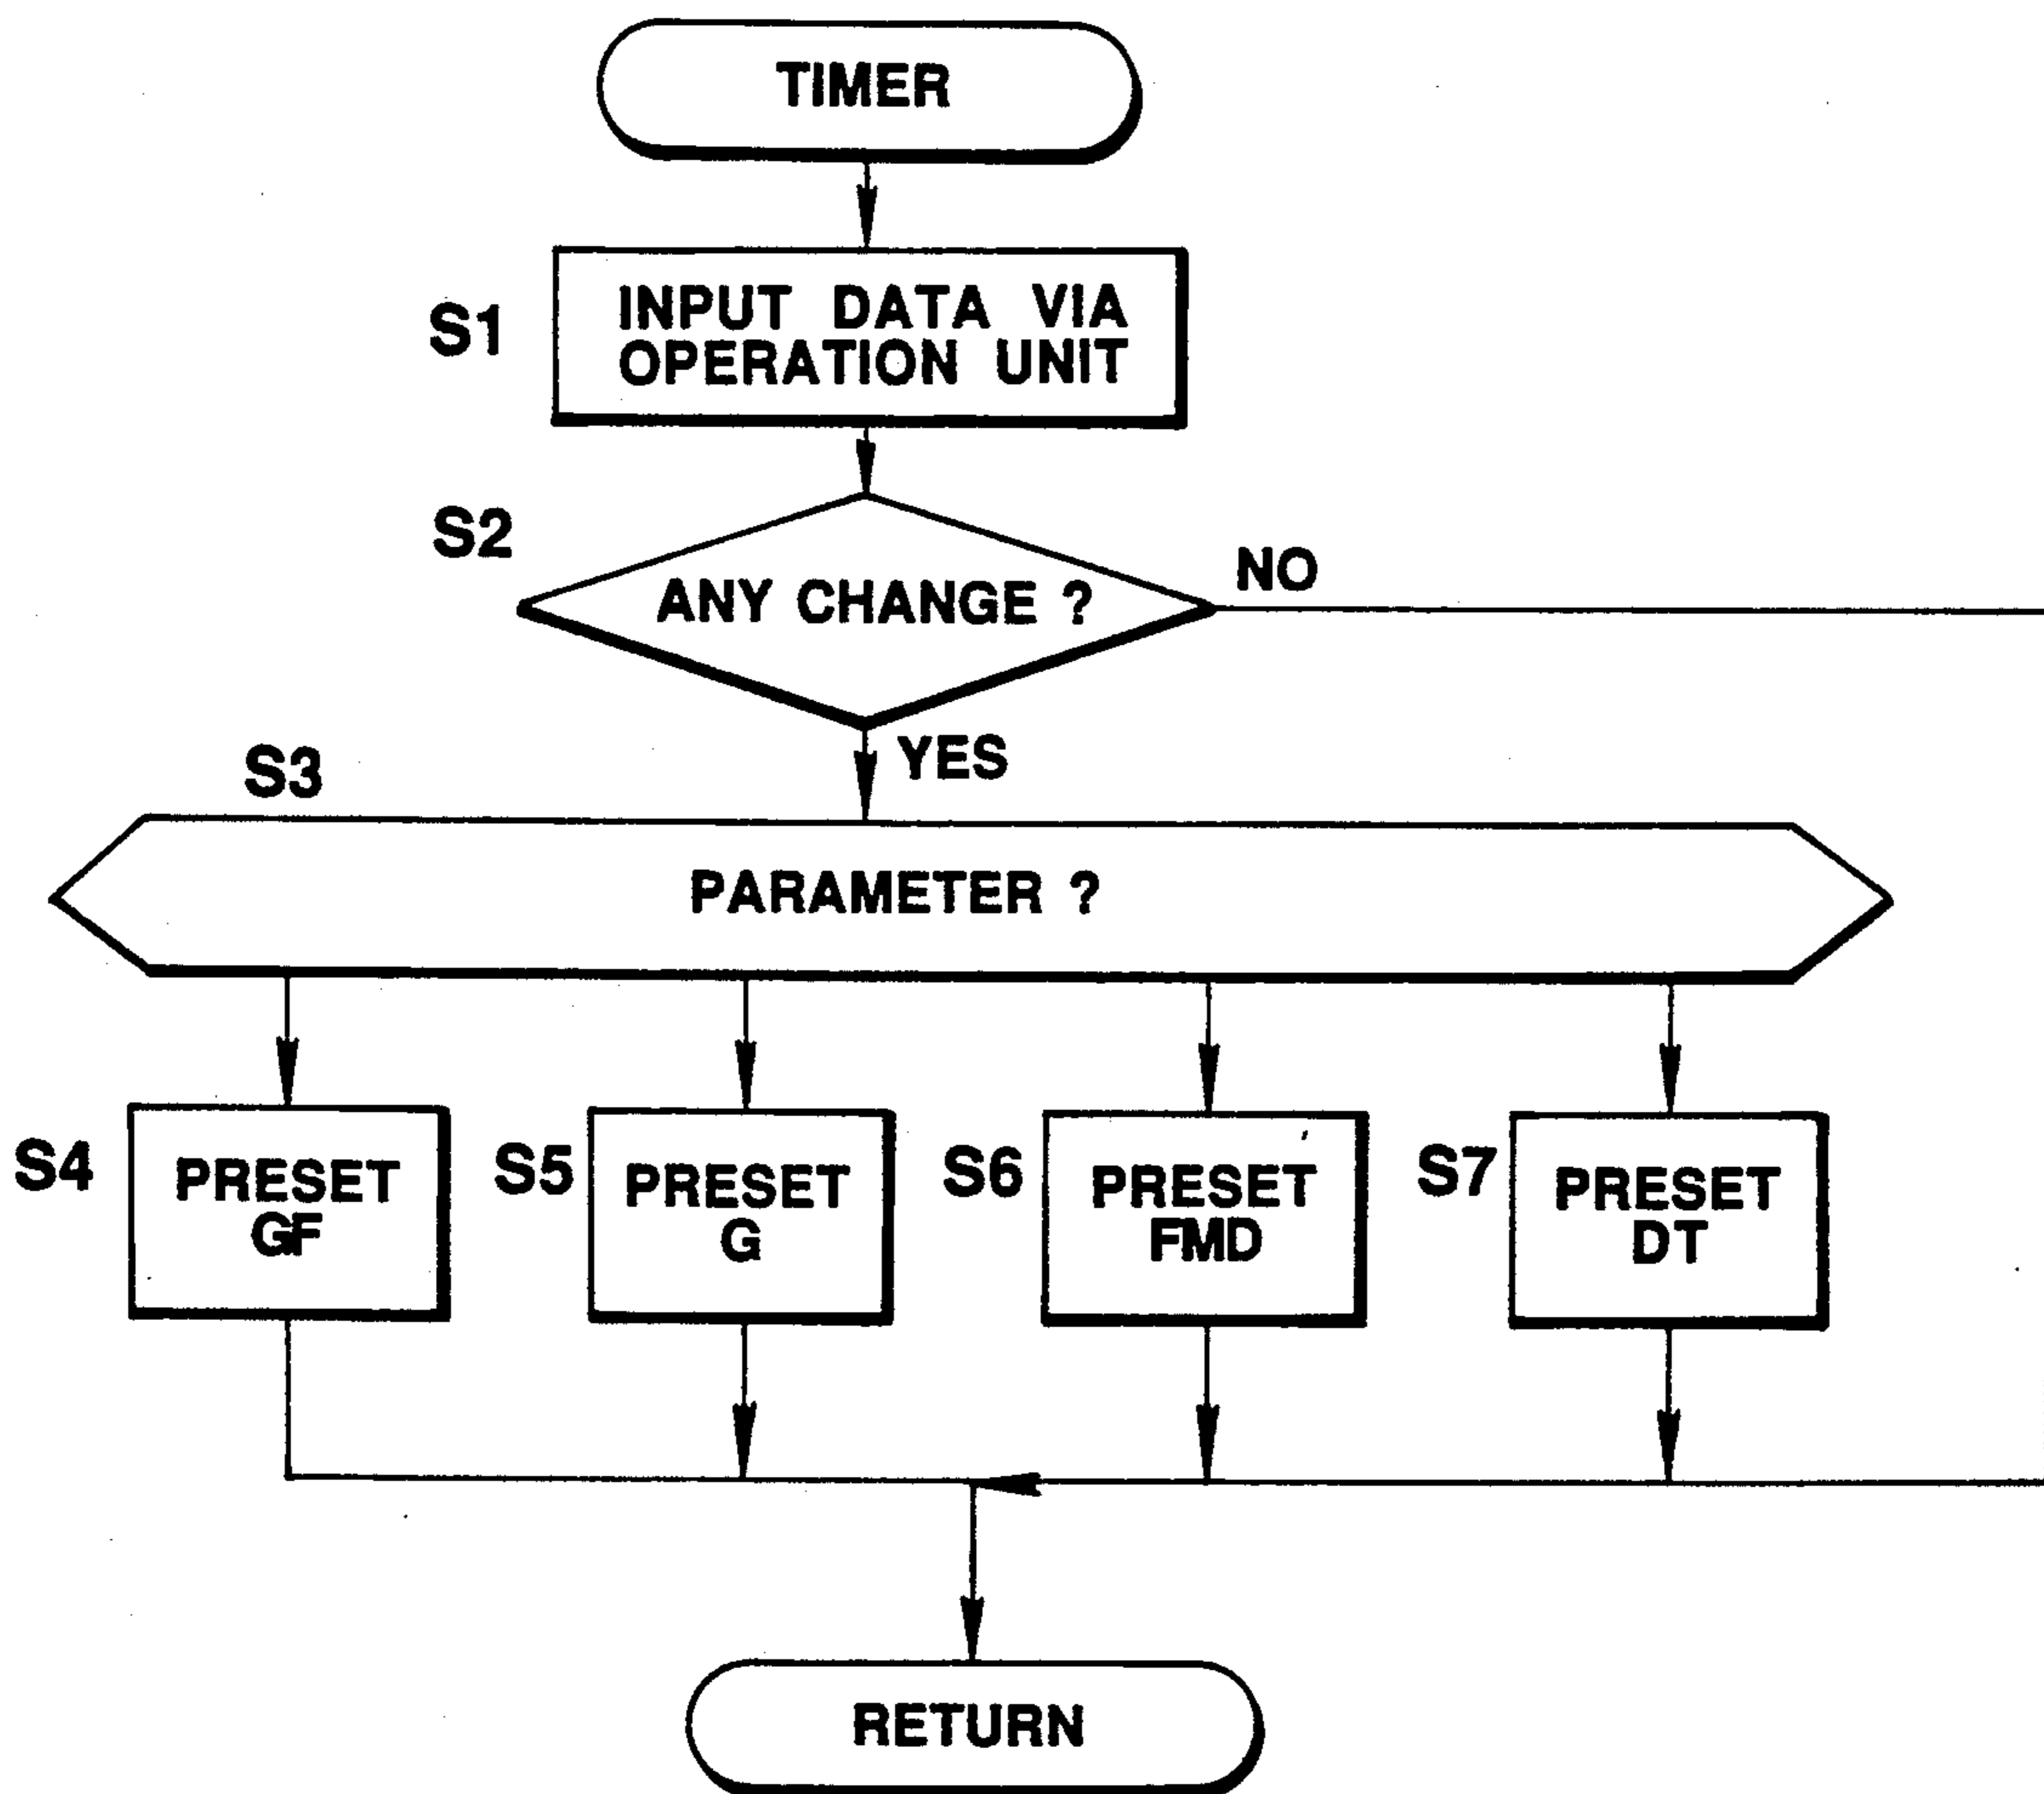 TIMER
S1
INPUT DATA VIA
OPERATION UNIT
S2
ANY CHANGE ?
NO
YES
S3
PARAMETER ?
S4
PRESET
GF
S5
PRESET
G
S6
PRESET
FMD
S7
PRESET
DT
RETURN